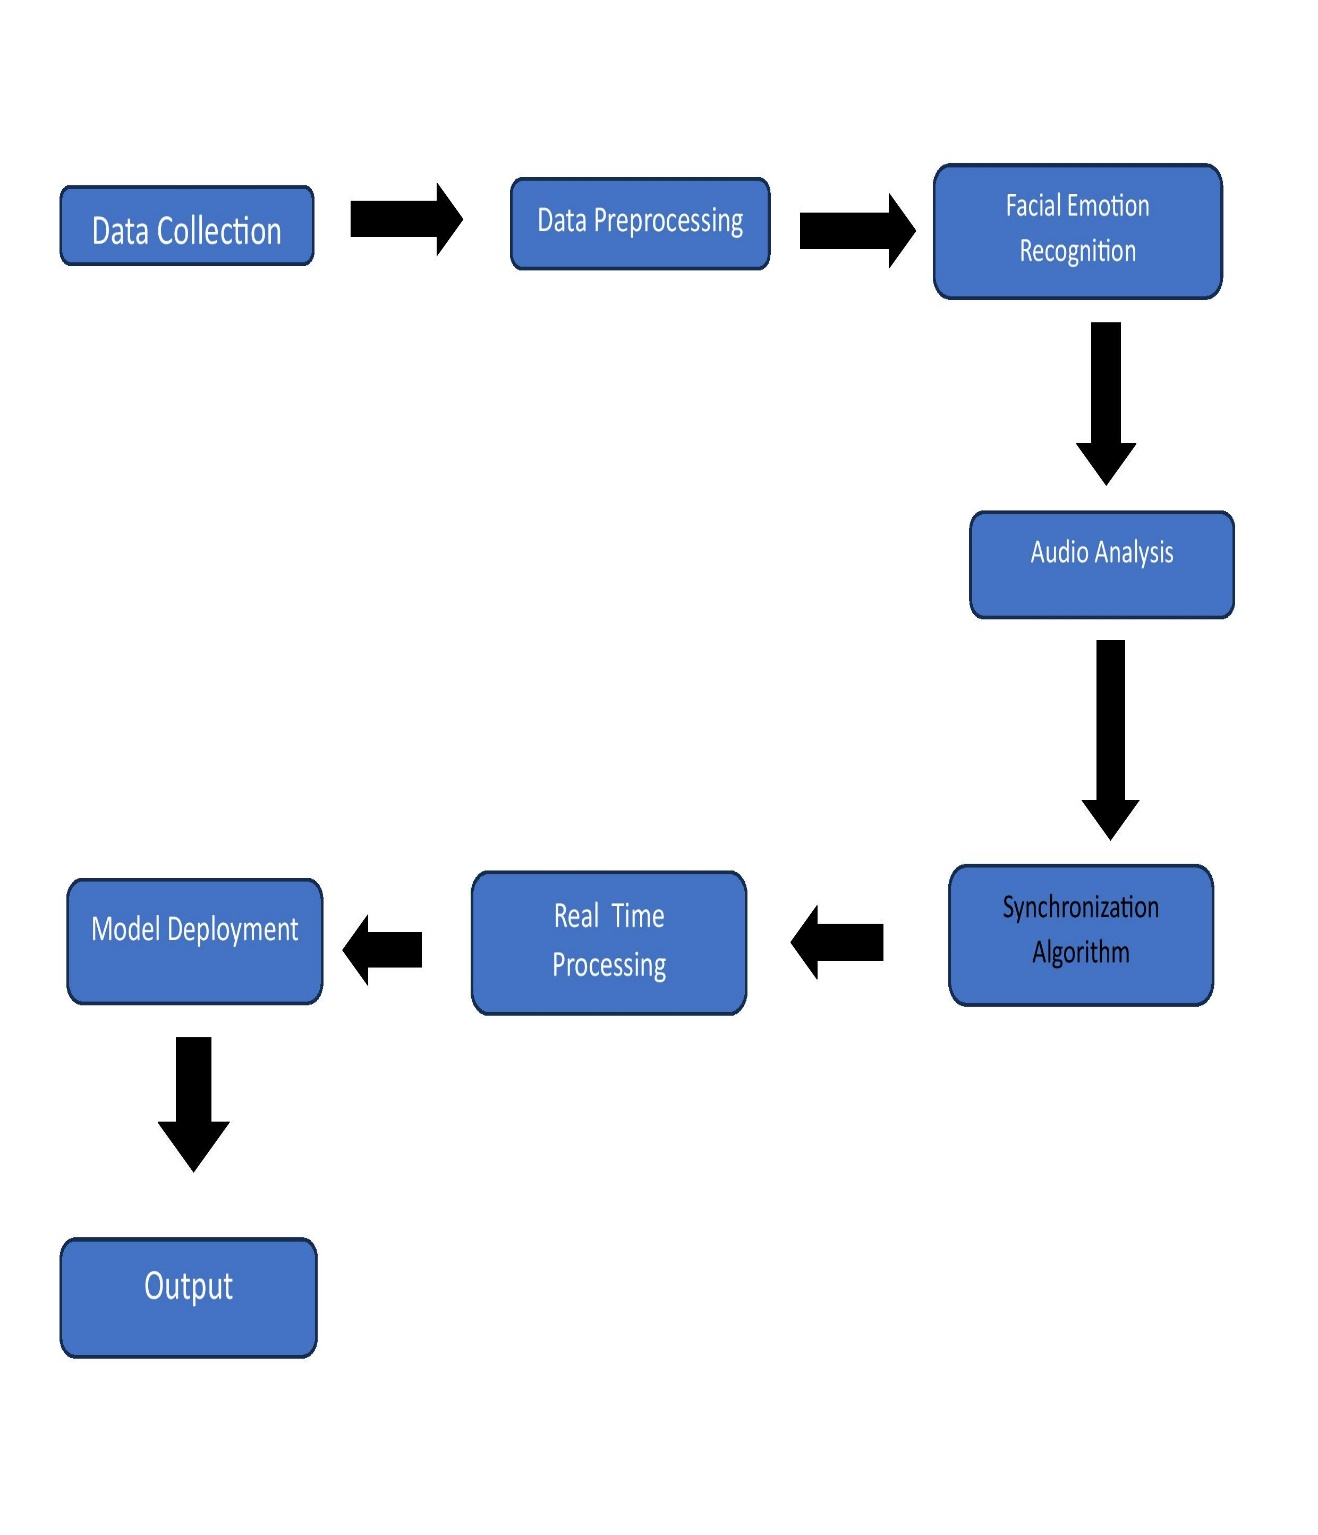 Data Collection
Data Preprocessing
Facial Emotion
Recognition
Audio Analysis
Synchronization
Algorithm
Real Time
Processing
Model Deployment
Output